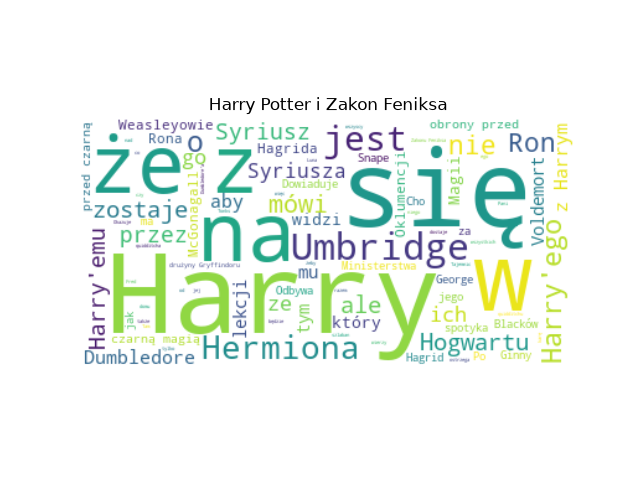 Harry Potter i Zakon Feniksa
Weasleyowie
Rona
o
Syriusz
jest
obrony przed
nie
Ron
przed czarną
że
go
z
Hagrida
Snape
Syriusza
Dowiaduje
Oklumencji
Magii
się
Voldemort
z Harrym
McGonagall
Cho
zostaje
aby
mówi
ma
przez
na
widzi
za
Umbridge
Harry'ego
Harry'emu
drużyny Gryffindoru
mu
Ministerstwa
Harry
W
George
lekcji
Odbywa
ze
tym
ale
jego
ich
jak
który
spotyka
Blacków
czarną magią
Hermiona
Hogwartu
Dumbledore
Hagrid
Po
Ginny